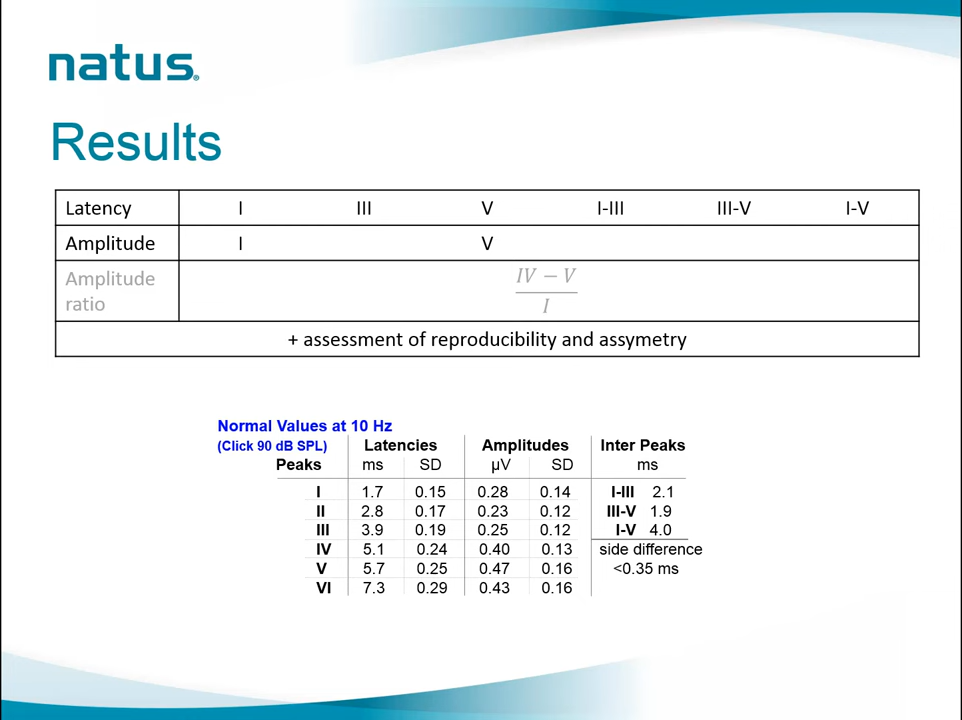 natus®
Results
Latency I III V I-III III-V I-V
Amplitude I V
Amplitude ratio IV − V / I
+ assessment of reproducibility and assymetry
Normal Values at 10 Hz
(Click 90 dB SPL) Latencies Amplitudes Inter Peaks
Peaks ms SD µV SD ms
I 1.7 0.15 0.28 0.14 I-III 2.1
II 2.8 0.17 0.23 0.12 III-V 1.9
III 3.9 0.19 0.25 0.12 I-V 4.0
IV 5.1 0.24 0.40 0.13 side difference
V 5.7 0.25 0.47 0.16 <0.35 ms
VI 7.3 0.29 0.43 0.16